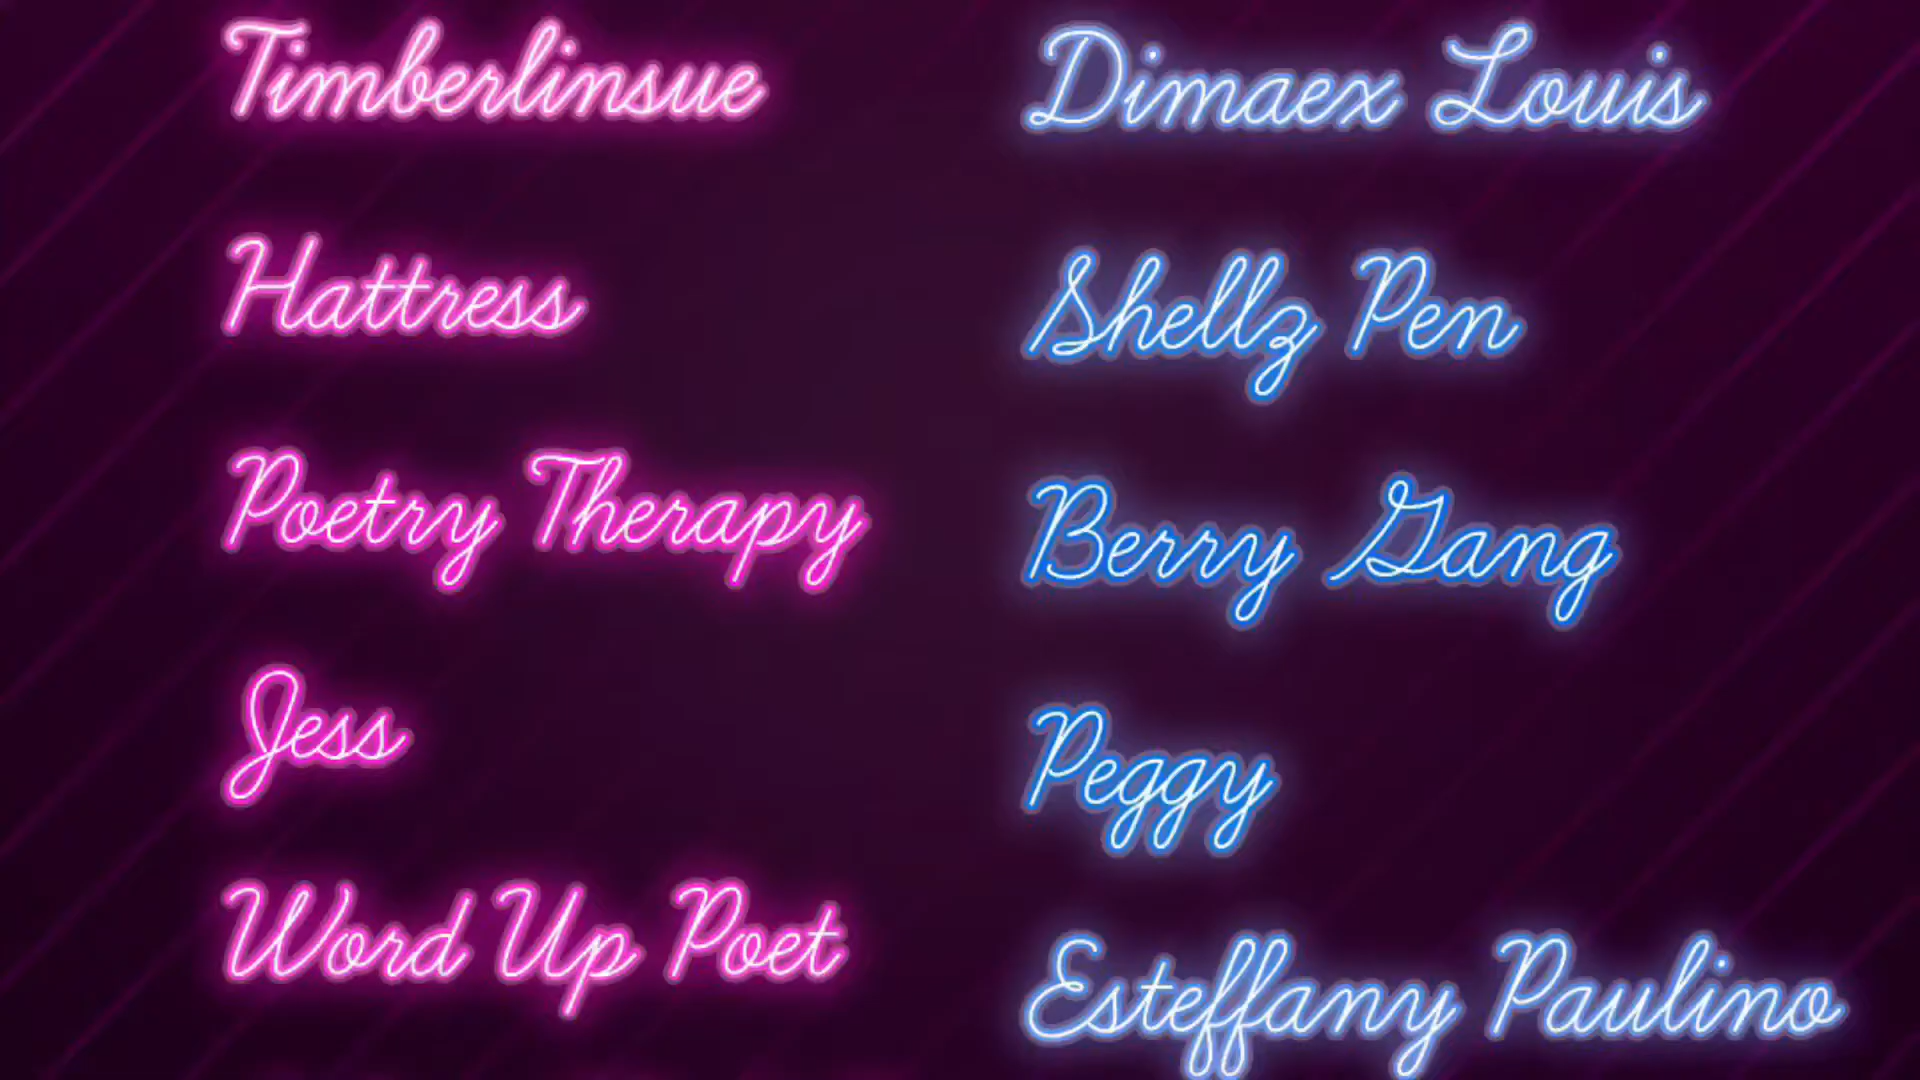 Timberlinsue
Hattress
Poetry Therapy
Jess
Word Up Poet
Dimaex Louis
Shellz Pen
Berry Gang
Peggy
Esteffany Paulino